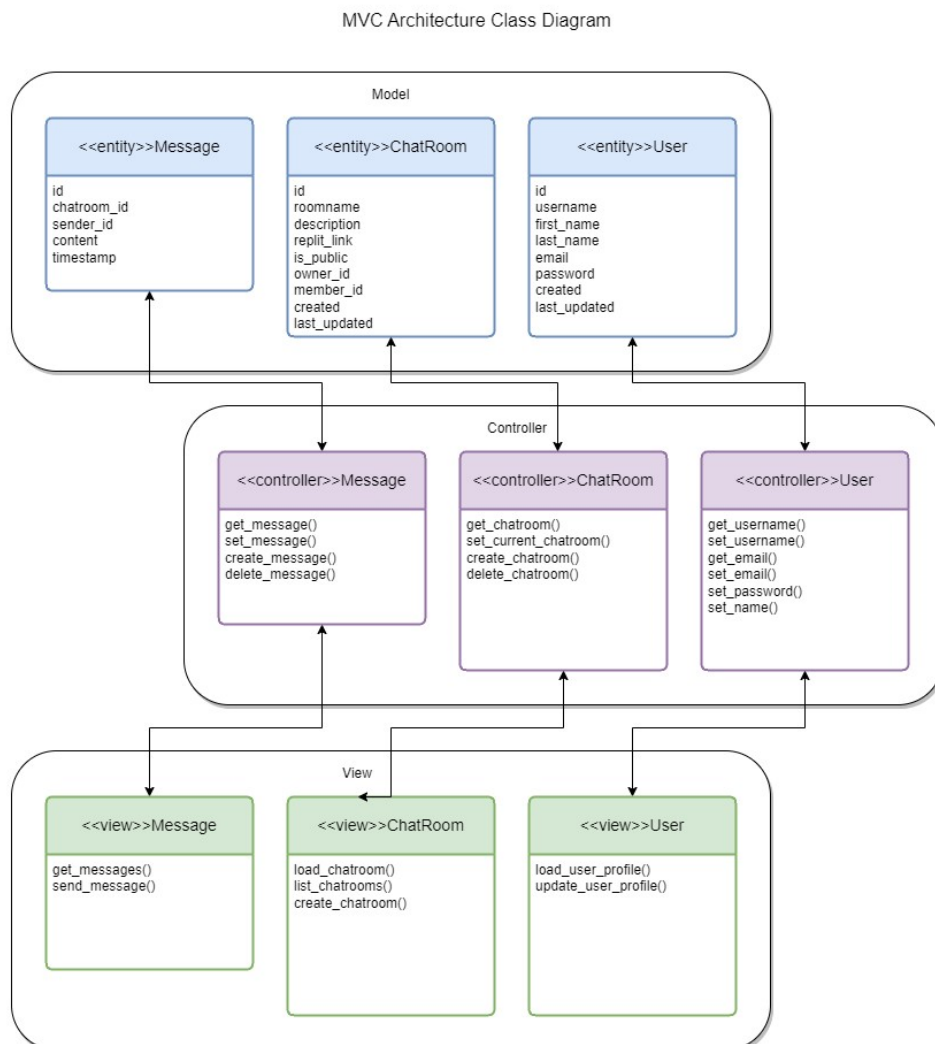 MVC Architecture Class Diagram
Model
<<entity>>Message
id
chatroom_id
sender_id
content
timestamp
<<entity>>ChatRoom
id
roomname
description
replit_link
is_public
owner_id
member_id
created
last_updated
<<entity>>User
id
username
first_name
last_name
email
password
created
last_updated
Controller
<<controller>>Message
get_message()
set_message()
create_message()
delete_message()
<<controller>>ChatRoom
get_chatroom()
set_current_chatroom()
create_chatroom()
delete_chatroom()
<<controller>>User
get_username()
set_username()
get_email()
set_email()
set_password()
set_name()
View
<<view>>Message
get_messages()
send_message()
<<view>>ChatRoom
load_chatroom()
list_chatrooms()
create_chatroom()
<<view>>User
load_user_profile()
update_user_profile()